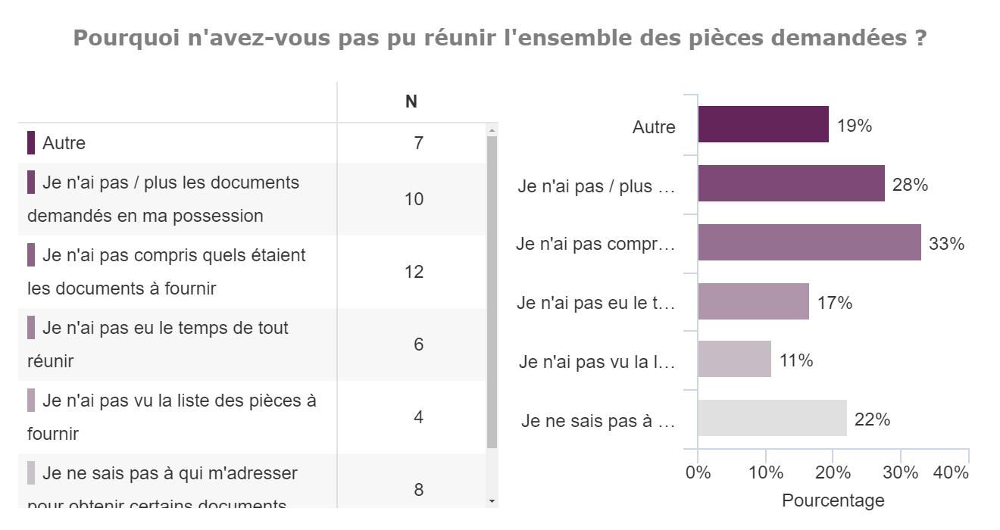 Pourquoi n'avez-vous pas pu réunir l'ensemble des pièces demandées ?
N
Autre
7
Je n'ai pas / plus les documents
demandés en ma possession
10
Je n'ai pas compris quels étaient
les documents à fournir
12
Je n'ai pas eu le temps de tout
réunir
6
Je n'ai pas vu la liste des pièces à
fournir
4
Je ne sais pas à qui m'adresser
pour obtenir certains documents
8
Autre
19%
Je n'ai pas / plus …
28%
Je n'ai pas compr…
33%
Je n'ai pas eu le t…
17%
Je n'ai pas vu la l…
11%
Je ne sais pas à …
22%
0% 10% 20% 30% 40%
Pourcentage